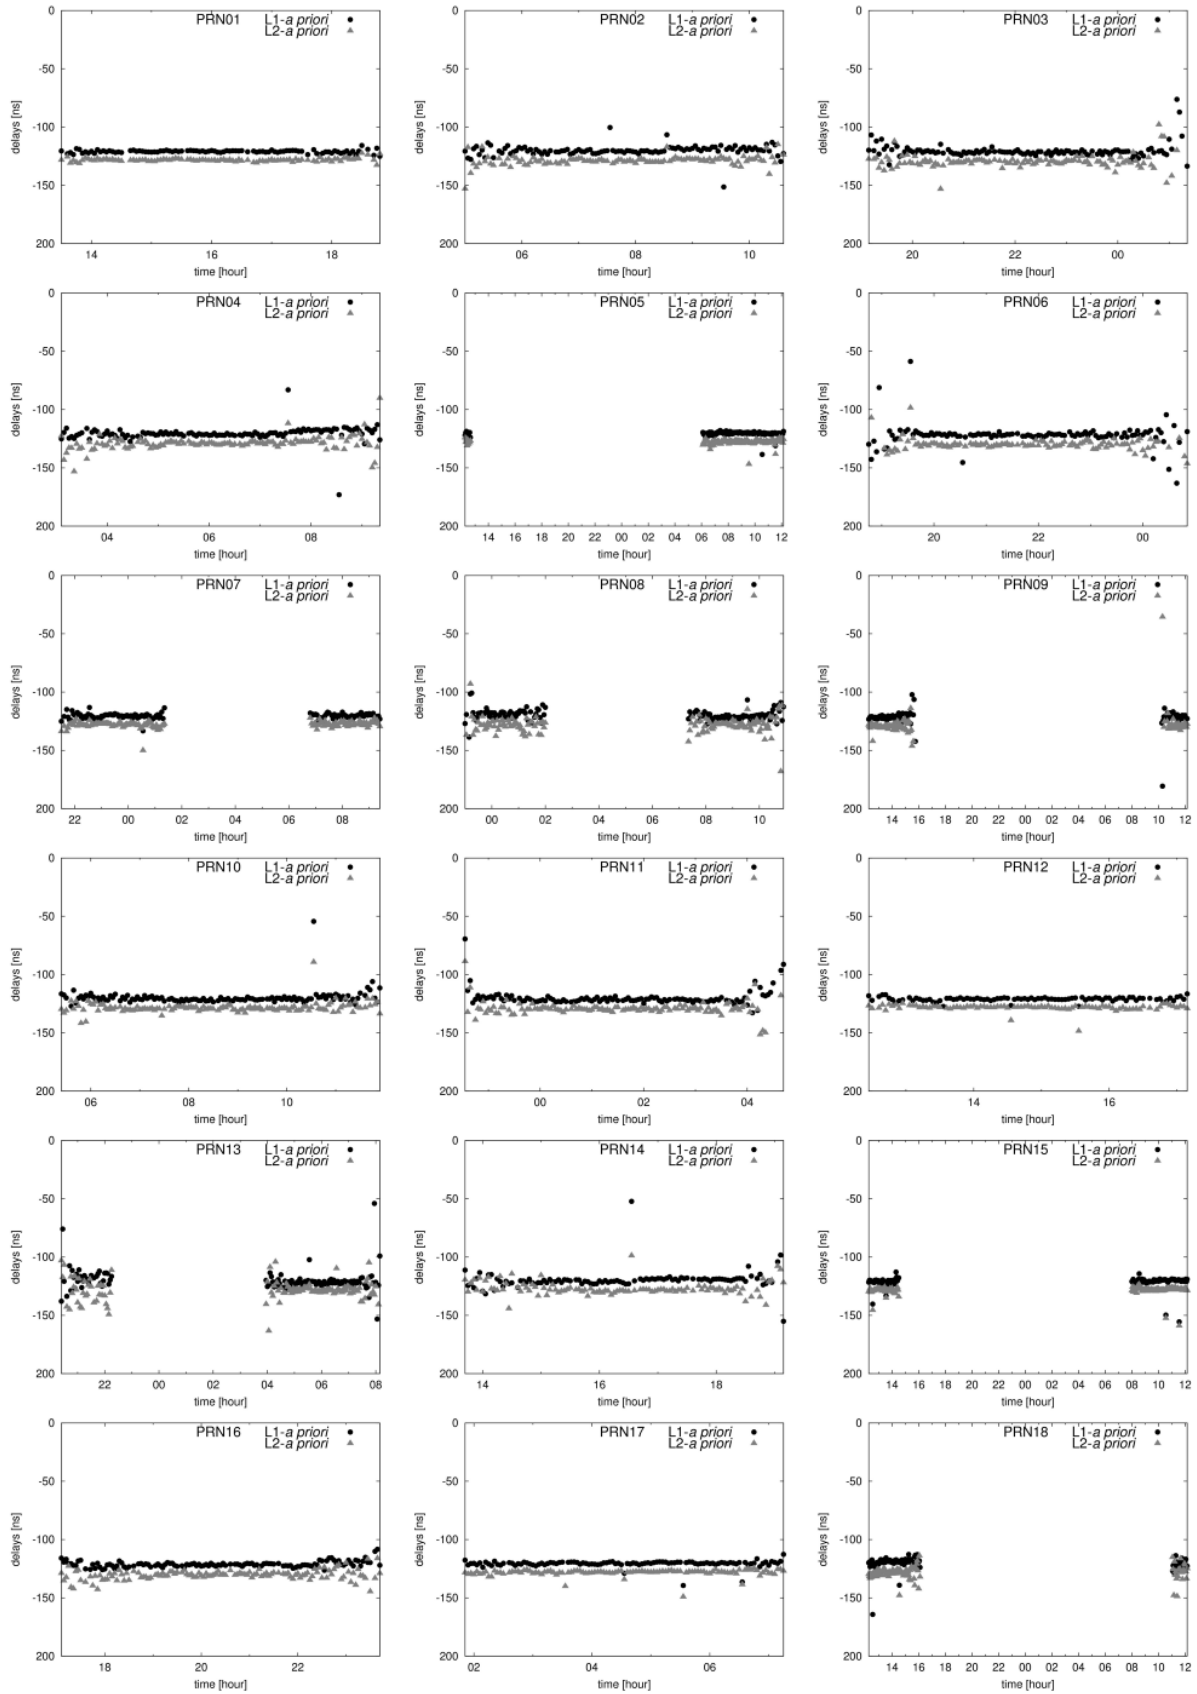 PRN01 L1-a priori
L2-a priori
0
-50
-100
-150
200
delays [ns]
14 16 18
time [hour]
PRN02 L1-a priori
L2-a priori
0
-50
-100
-150
200
delays [ns]
06 08 10
time [hour]
PRN03 L1-a priori
L2-a priori
0
-50
-100
-150
200
delays [ns]
20 22 00
time [hour]
PRN04 L1-a priori
L2-a priori
0
-50
-100
-150
200
delays [ns]
04 06 08
time [hour]
PRN05 L1-a priori
L2-a priori
0
-50
-100
-150
200
delays [ns]
14 16 18 20 22 00 02 04 06 08 10 12
time [hour]
PRN06 L1-a priori
L2-a priori
0
-50
-100
-150
200
delays [ns]
20 22 00
time [hour]
PRN07 L1-a priori
L2-a priori
0
-50
-100
-150
200
delays [ns]
22 00 02 04 06 08
time [hour]
PRN08 L1-a priori
L2-a priori
0
-50
-100
-150
200
delays [ns]
00 02 04 06 08 10
time [hour]
PRN09 L1-a priori
L2-a priori
0
-50
-100
-150
200
delays [ns]
14 16 18 20 22 00 02 04 06 08 10 12
time [hour]
PRN10 L1-a priori
L2-a priori
0
-50
-100
-150
200
delays [ns]
06 08 10
time [hour]
PRN11 L1-a priori
L2-a priori
0
-50
-100
-150
200
delays [ns]
00 02 04
time [hour]
PRN12 L1-a priori
L2-a priori
0
-50
-100
-150
200
delays [ns]
14 16
time [hour]
PRN13 L1-a priori
L2-a priori
0
-50
-100
-150
200
delays [ns]
22 00 02 04 06 08
time [hour]
PRN14 L1-a priori
L2-a priori
0
-50
-100
-150
200
delays [ns]
14 16 18
time [hour]
PRN15 L1-a priori
L2-a priori
0
-50
-100
-150
200
delays [ns]
14 16 18 20 22 00 02 04 06 08 10 12
time [hour]
PRN16 L1-a priori
L2-a priori
0
-50
-100
-150
200
delays [ns]
18 20 22
time [hour]
PRN17 L1-a priori
L2-a priori
0
-50
-100
-150
200
delays [ns]
02 04 06
time [hour]
PRN18 L1-a priori
L2-a priori
0
-50
-100
-150
200
delays [ns]
14 16 18 20 22 00 02 04 06 08 10 12
time [hour]